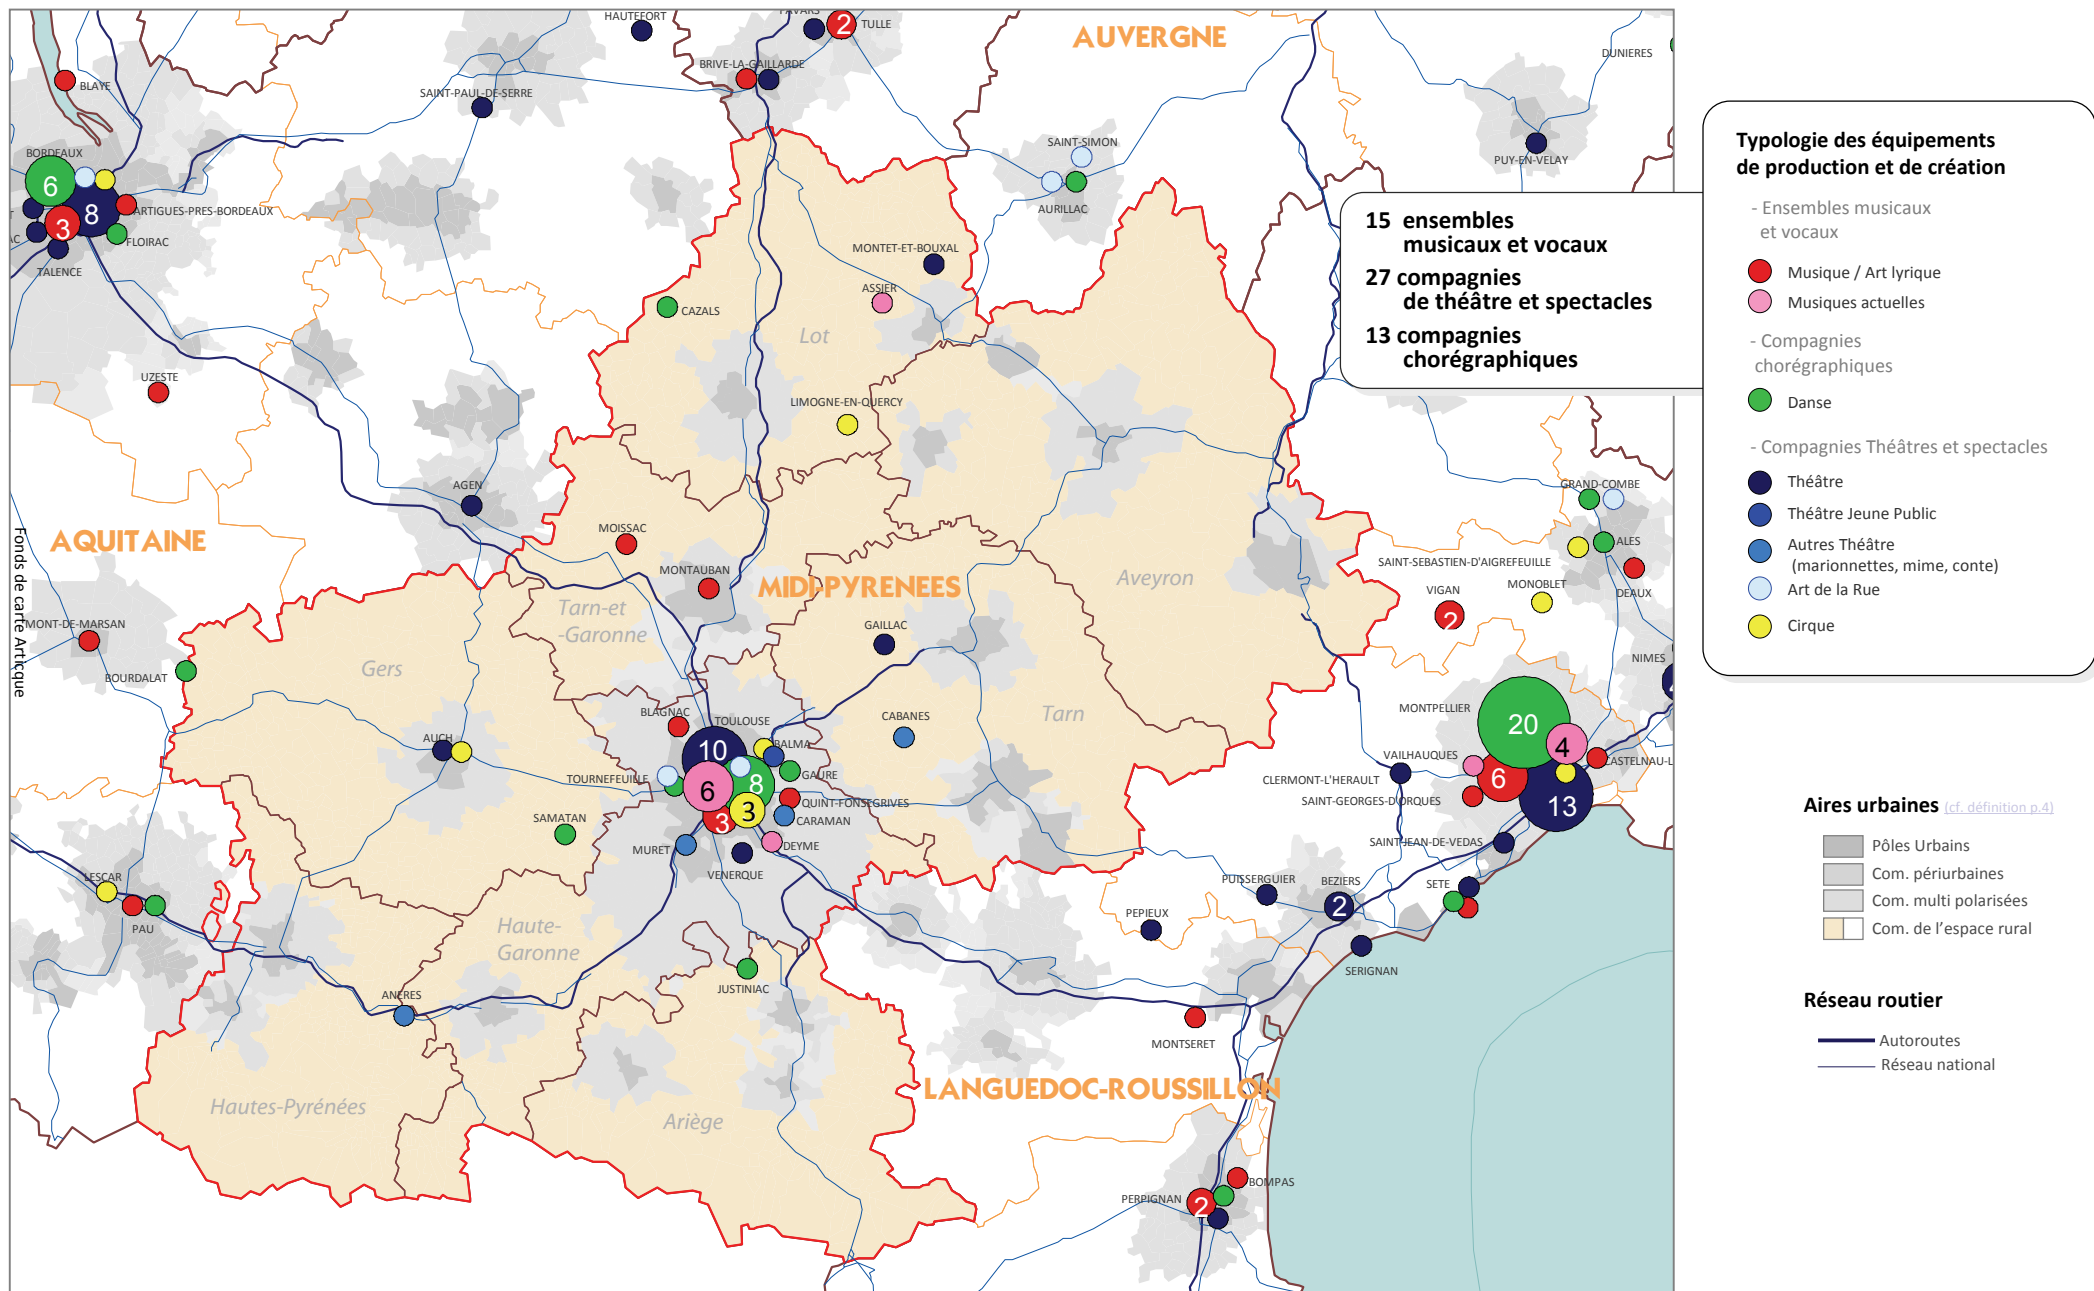 HAUTEFORT
FAVARS
2
TULLE
AUVERGNE
DUNIERES
BRIVE-LA-GAILLARDE
BLAYE
SAINT-PAUL-DE-SERRE
SAINT-SIMON
PUY-EN-VELAY
BORDEAUX
6
8
3
ARTIGUES-PRES-BORDEAUX
FLOIRAC
TALENCE
AURILLAC
MONTET-ET-BOUXAL
ASSIER
CAZALS
Lot
UZESTE
LIMOGNE-EN-QUERCY
AGEN
GRAND-COMBE
AQUITAINE
MOISSAC
ALES
MONTAUBAN
MIDI-PYRENEES
Aveyron
SAINT-SEBASTIEN-D'AIGREFEUILLE
MONOBLET
DEAUX
VIGAN
2
Tarn-et
-Garonne
MONT-DE-MARSAN
GAILLAC
Gers
BOURDALAT
NIMES
BLAGNAC
TOULOUSE
CABANES
Tarn
MONTPELLIER
20
AUCH
10
BALMA
4
VAILHAUQUES
CASTELNAU-L
TOURNEFEUILLE
GAURE
6
8
CLERMONT-L'HERAULT
6
QUINT-FONSEGRIVES
SAINT-GEORGES-D'ORQUES
13
SAMATAN
3
3
CARAMAN
MURET
DEYME
SAINT-JEAN-DE-VEDAS
VENERQUE
LESCAR
PUISSERGUIER
BEZIERS
SETE
2
PEPIEUX
PAU
Haute-
Garonne
SERIGNAN
JUSTINIAC
ANERES
MONTSERET
LANGUEDOC-ROUSSILLON
Hautes-Pyrénées
Ariège
BOMPAS
PERPIGNAN
2
Fonds de carte Articque
15 ensembles
musicaux et vocaux
27 compagnies
de théâtre et spectacles
13 compagnies
chorégraphiques
Typologie des équipements
de production et de création
- Ensembles musicaux
et vocaux
Musique / Art lyrique
Musiques actuelles
- Compagnies
chorégraphiques
Danse
- Compagnies Théâtres et spectacles
Théâtre
Théâtre Jeune Public
Autres Théâtre
(marionnettes, mime, conte)
Art de la Rue
Cirque
Aires urbaines (cf. définition p.4)
Pôles Urbains
Com. périurbaines
Com. multi polarisées
Com. de l'espace rural
Réseau routier
Autoroutes
Réseau national